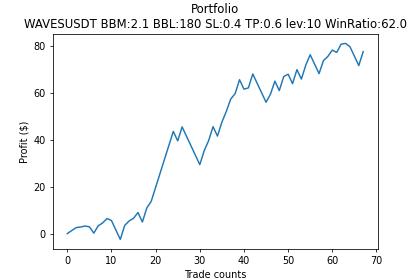 Portfolio
WAVESUSDT BBM:2.1 BBL:180 SL:0.4 TP:0.6 lev:10 WinRatio:62.0
80
60
40
20
0
Profit ($)
0 10 20 30 40 50 60 70
Trade counts